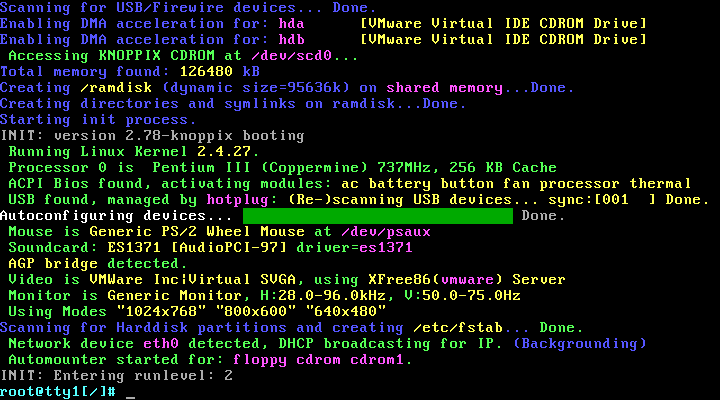 Scanning for USB/Firewire devices... Done.
Enabling DMA acceleration for: hda      [VMware Virtual IDE CDROM Drive]
Enabling DMA acceleration for: hdb      [VMware Virtual IDE CDROM Drive]
Accessing KNOPPIX CDROM at /dev/scd0...
Total memory found: 126480 kB
Creating /ramdisk (dynamic size=95636k) on shared memory...Done.
Creating directories and symlinks on ramdisk...Done.
Starting init process.
INIT: version 2.78-knoppix booting
Running Linux Kernel 2.4.27.
Processor 0 is  Pentium III (Coppermine) 737MHz, 256 KB Cache
ACPI Bios found, activating modules: ac battery button fan processor thermal
USB found, managed by hotplug: (Re-)scanning USB devices... sync:[001  ] Done.
Autoconfiguring devices... Done.
Mouse is Generic PS/2 Wheel Mouse at /dev/psaux
Soundcard: ES1371 [AudioPCI-97] driver=es1371
AGP bridge detected.
Video is VMWare Inc|Virtual SVGA, using XFree86(vmware) Server
Monitor is Generic Monitor, H:28.0-96.0kHz, V:50.0-75.0Hz
Using Modes "1024x768" "800x600" "640x480"
Scanning for Harddisk partitions and creating /etc/fstab... Done.
Network device eth0 detected, DHCP broadcasting for IP. (Backgrounding)
Automounter started for: floppy cdrom cdrom1.
INIT: Entering runlevel: 2
root@tty1[/]# _